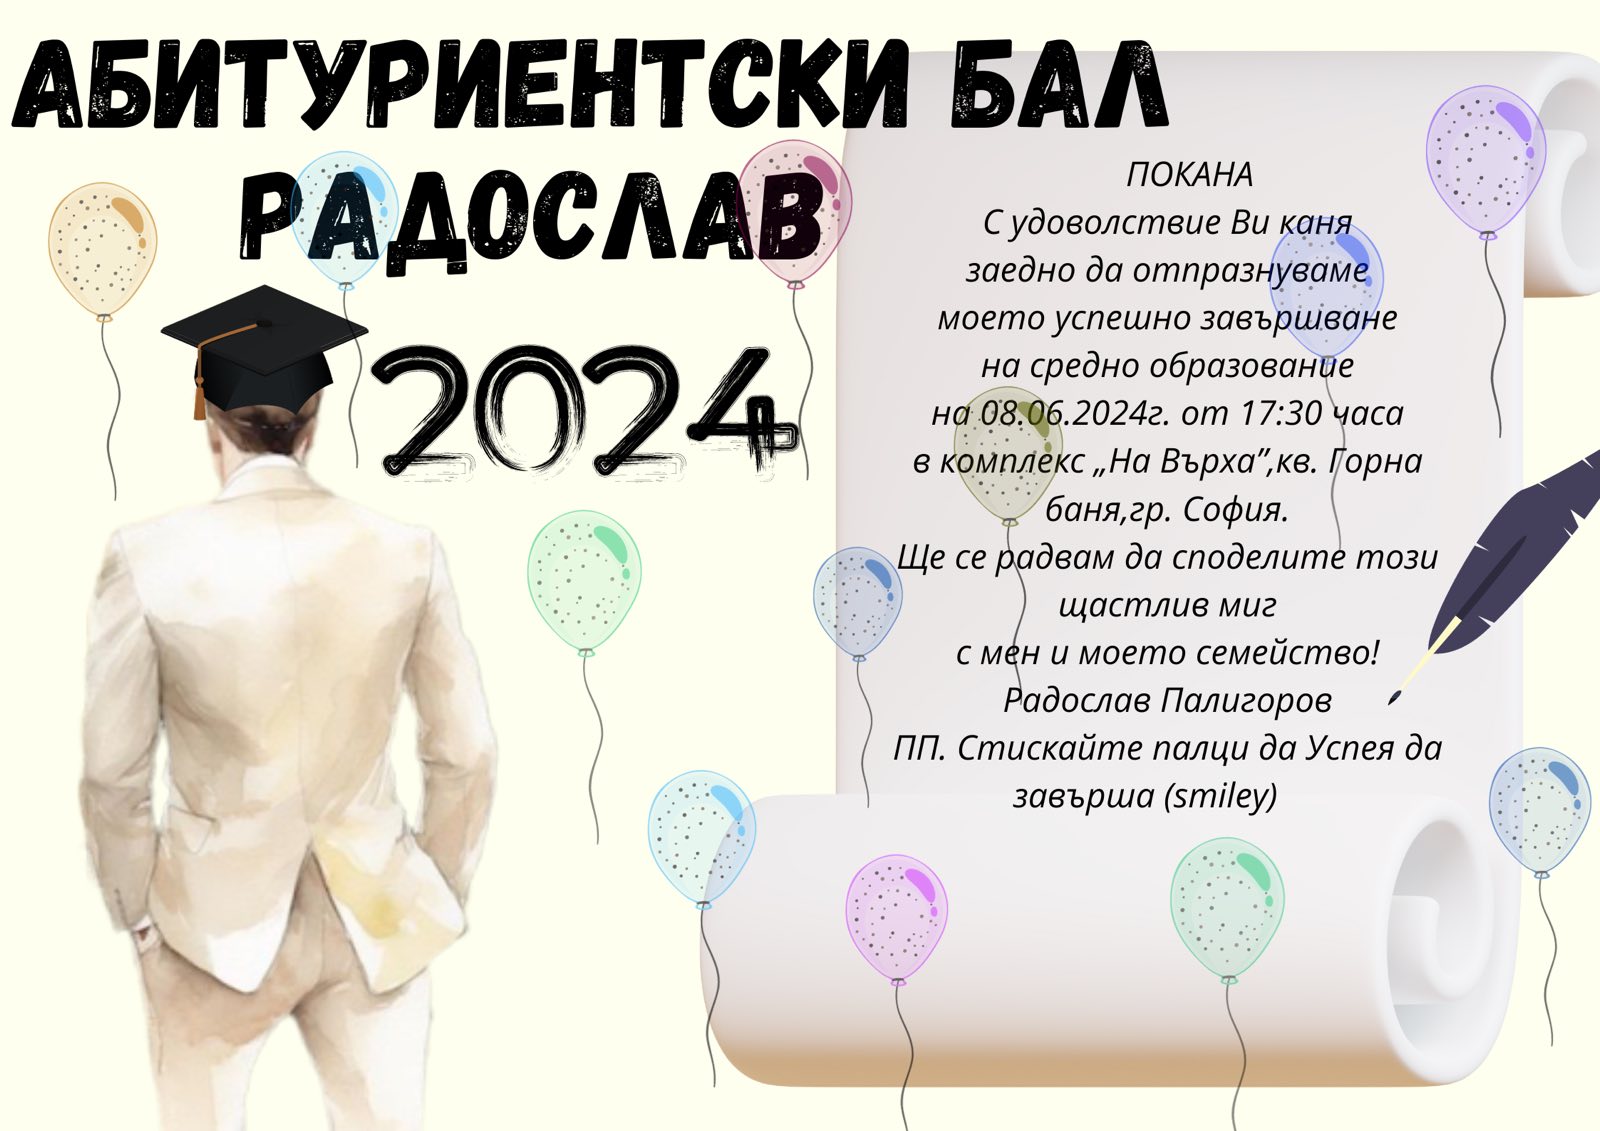 АБИТУРИЕНТСКИ БАЛ
РАДОСЛАВ
2024
ПОКАНА
С удоволствие Ви каня
заедно да отпразнуваме
моето успешно завършване
на средно образование
на 08.06.2024г. от 17:30 часа
в комплекс „На Върха”,кв. Горна
баня,гр. София.
Ще се радвам да споделите този
щастлив миг
с мен и моето семейство!
Радослав Палигоров
ПП. Стискайте палци да Успея да
завърша (smiley)